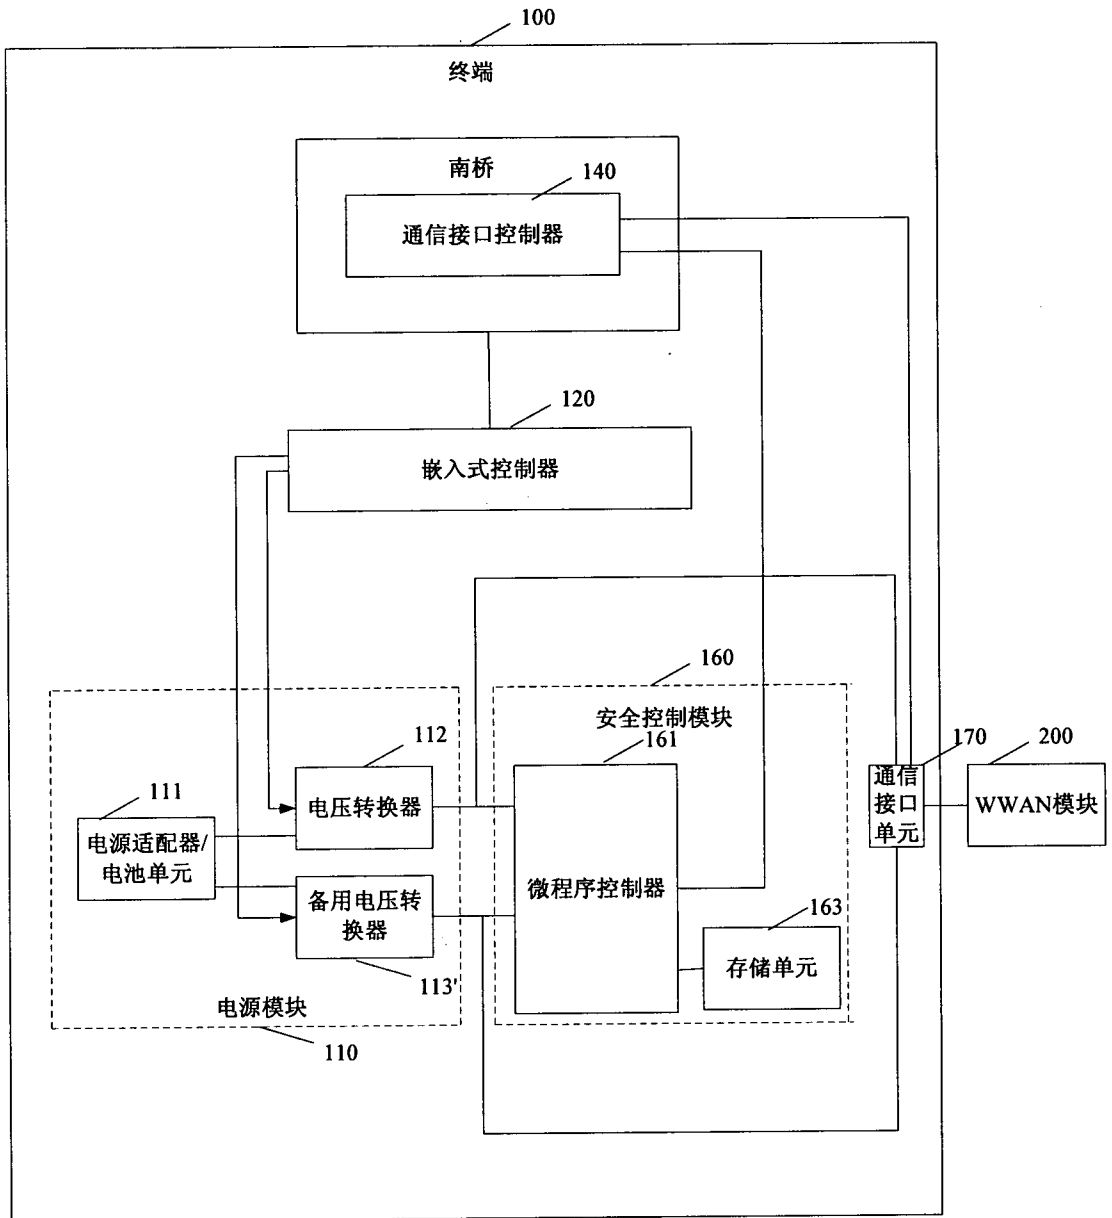 100
终端
南桥
140
通信接口控制器
120
嵌入式控制器
160
安全控制模块
112
161
170
200
111
电压转换器
通信
接口
单元
WWAN模块
电源适配器/
电池单元
备用电压转
换器
微程序控制器
163
存储单元
113'
电源模块
110